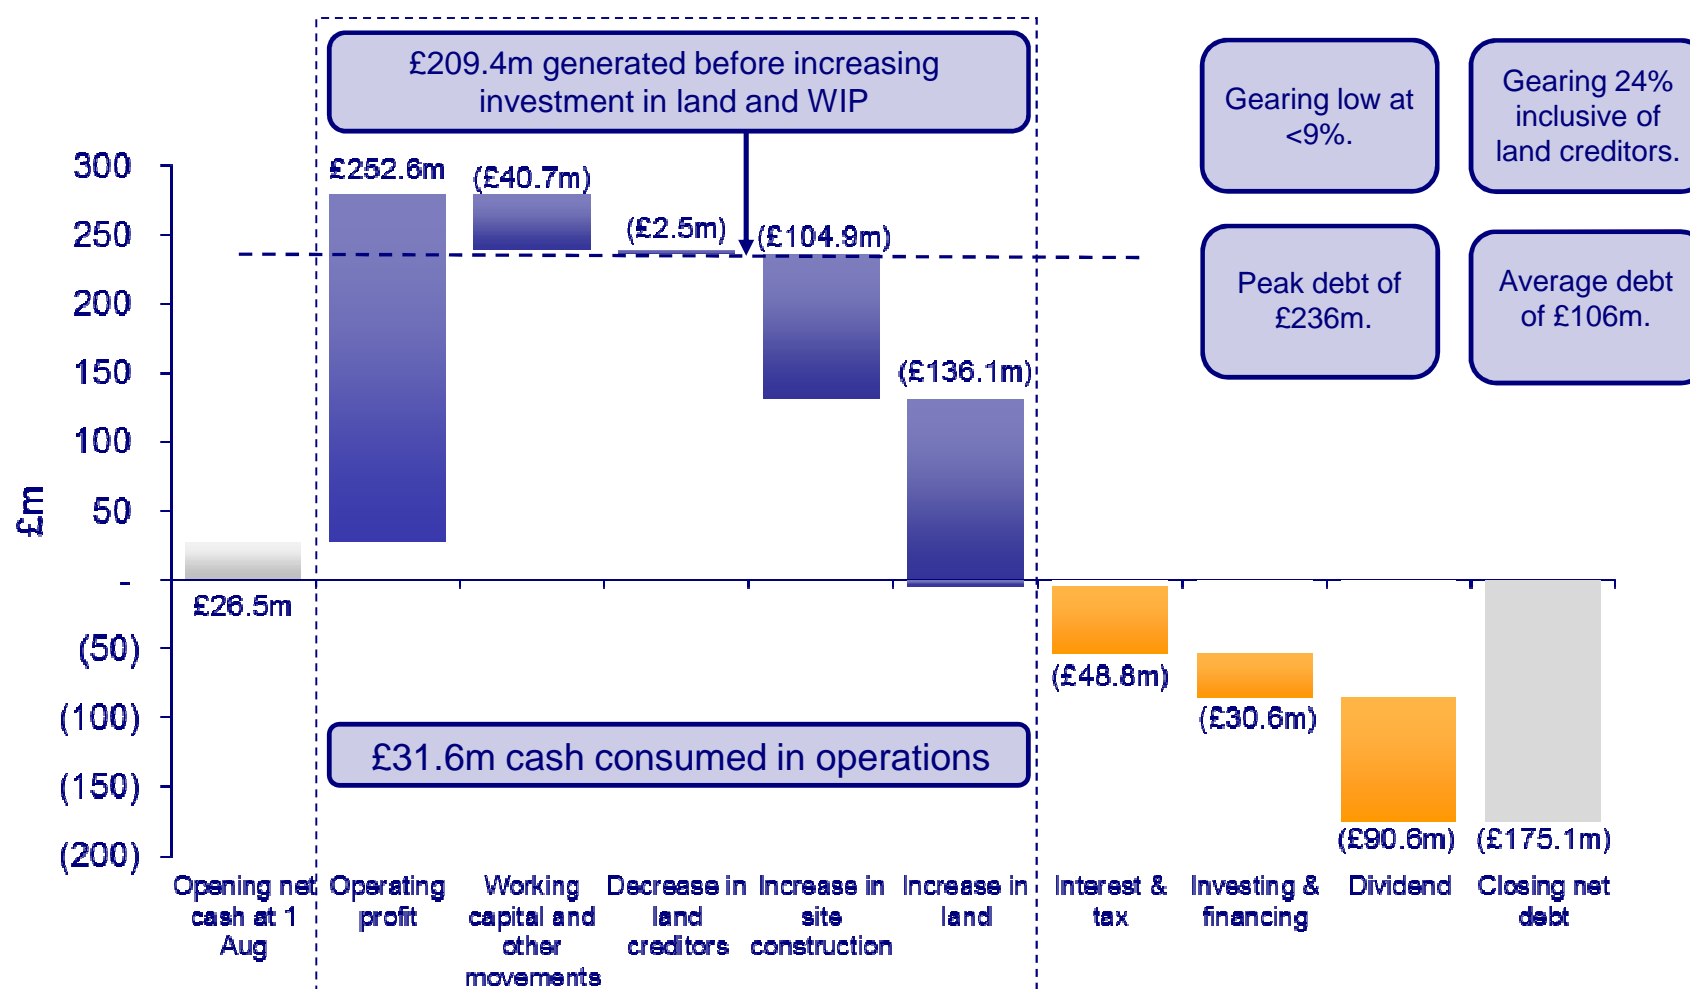 £209.4m generated before increasing
investment in land and WIP
Gearing low at
<9%.
Gearing 24%
inclusive of
land creditors.
Peak debt of
£236m.
Average debt
of £106m.
£m
300
250
200
150
100
50
-
(50)
(100)
(150)
(200)
£26.5m
£252.6m
(£40.7m)
(£2.5m)
(£104.9m)
(£136.1m)
(£48.8m)
(£30.6m)
(£90.6m)
(£175.1m)
£31.6m cash consumed in operations
Opening net
cash at 1
Aug
Operating
profit
Working
capital and
other
movements
Decrease in
land
creditors
Increase in
site
construction
Increase in
land
Interest &
tax
Investing &
financing
Dividend
Closing net
debt